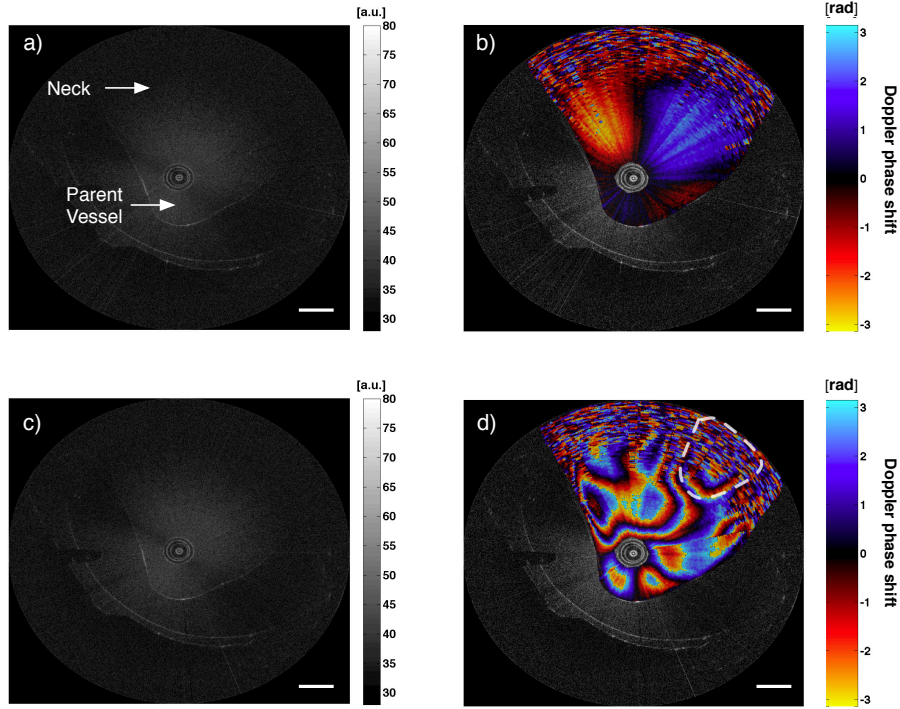 [a.u.]
a)
Neck
Parent
Vessel
80
75
70
65
60
55
50
45
40
35
30
[rad]
b)
3
2
1
0
-1
-2
-3
Doppler phase shift
[a.u.]
c)
80
75
70
65
60
55
50
45
40
35
30
[rad]
d)
3
2
1
0
-1
-2
-3
Doppler phase shift